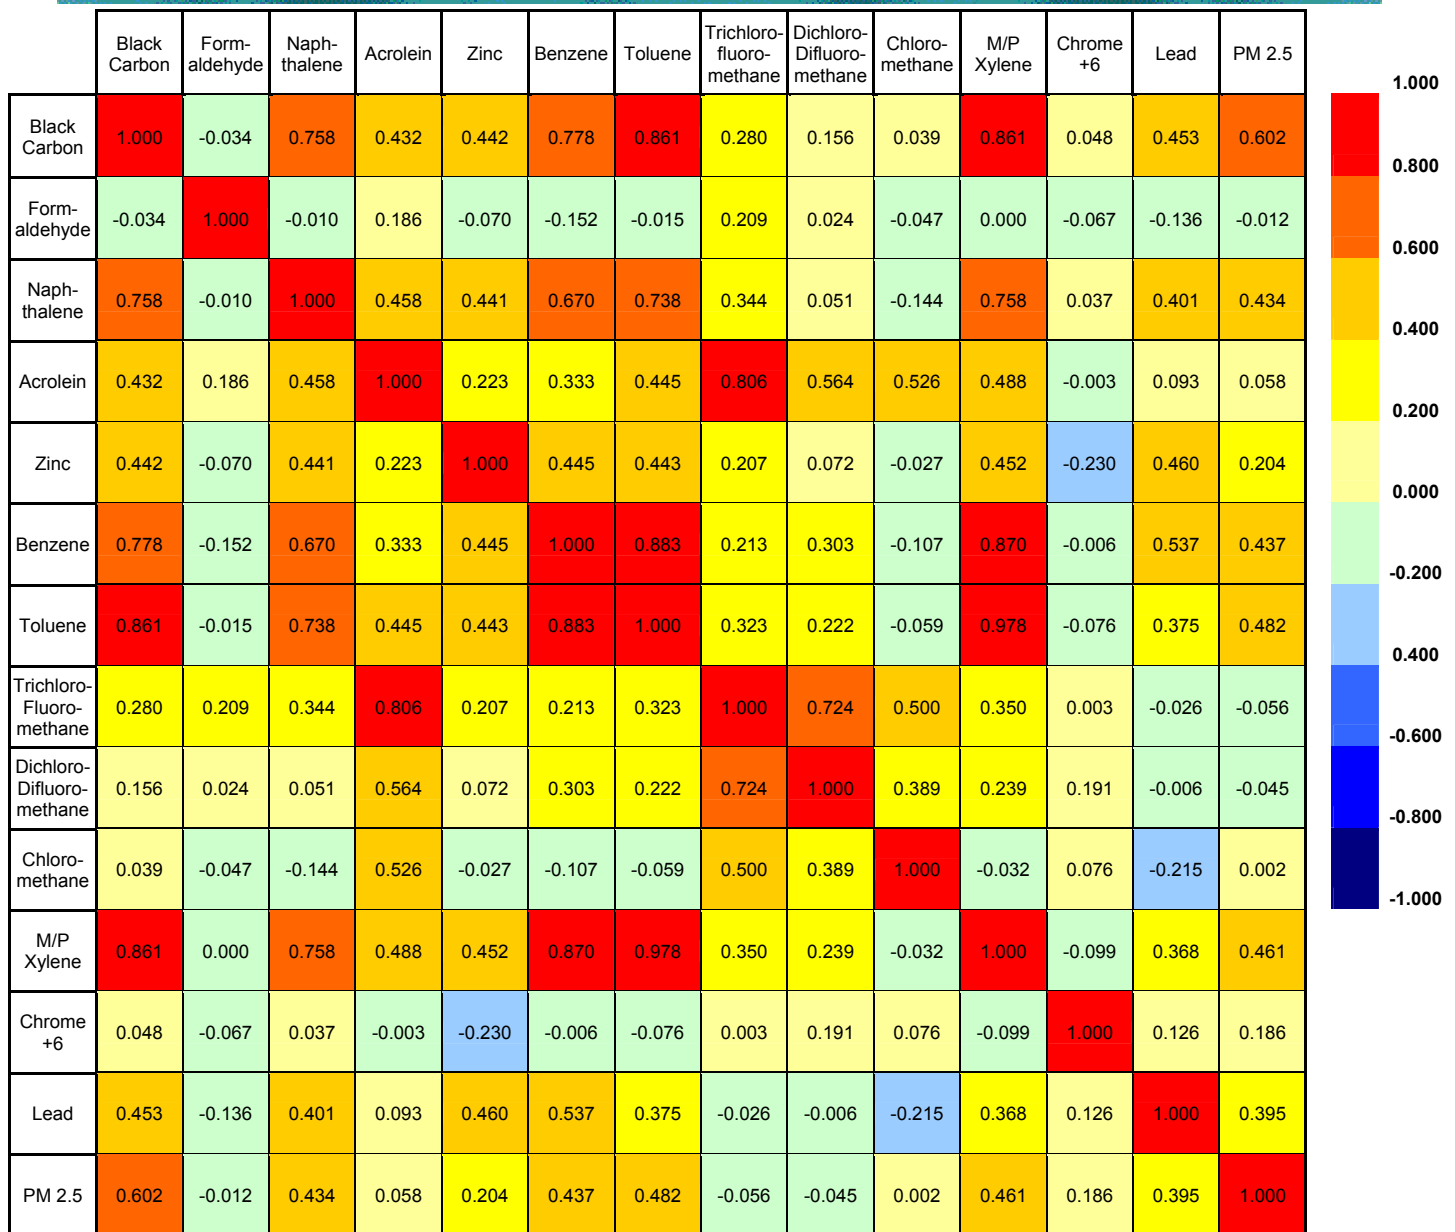 Black Carbon Form-aldehyde Naph-thalene Acrolein Zinc Benzene Toluene Trichloro-fluoro-methane Dichloro-Difluoro-methane Chloro-methane M/P Xylene Chrome +6 Lead PM 2.5
Black Carbon 1.000 -0.034 0.758 0.432 0.442 0.778 0.861 0.280 0.156 0.039 0.861 0.048 0.453 0.602
Form-aldehyde -0.034 1.000 -0.010 0.186 -0.070 -0.152 -0.015 0.209 0.024 -0.047 0.000 -0.067 -0.136 -0.012
Naph-thalene 0.758 -0.010 1.000 0.458 0.441 0.670 0.738 0.344 0.051 -0.144 0.758 0.037 0.401 0.434
Acrolein 0.432 0.186 0.458 1.000 0.223 0.333 0.445 0.806 0.564 0.526 0.488 -0.003 0.093 0.058
Zinc 0.442 -0.070 0.441 0.223 1.000 0.445 0.443 0.207 0.072 -0.027 0.452 -0.230 0.460 0.204
Benzene 0.778 -0.152 0.670 0.333 0.445 1.000 0.883 0.213 0.303 -0.107 0.870 -0.006 0.537 0.437
Toluene 0.861 -0.015 0.738 0.445 0.443 0.883 1.000 0.323 0.222 -0.059 0.978 -0.076 0.375 0.482
Trichloro-Fluoro-methane 0.280 0.209 0.344 0.806 0.207 0.213 0.323 1.000 0.724 0.500 0.350 0.003 -0.026 -0.056
Dichloro-Difluoro-methane 0.156 0.024 0.051 0.564 0.072 0.303 0.222 0.724 1.000 0.389 0.239 0.191 -0.006 -0.045
Chloro-methane 0.039 -0.047 -0.144 0.526 -0.027 -0.107 -0.059 0.500 0.389 1.000 -0.032 0.076 -0.215 0.002
M/P Xylene 0.861 0.000 0.758 0.488 0.452 0.870 0.978 0.350 0.239 -0.032 1.000 -0.099 0.368 0.461
Chrome +6 0.048 -0.067 0.037 -0.003 -0.230 -0.006 -0.076 0.003 0.191 0.076 -0.099 1.000 0.126 0.186
Lead 0.453 -0.136 0.401 0.093 0.460 0.537 0.375 -0.026 -0.006 -0.215 0.368 0.126 1.000 0.395
PM 2.5 0.602 -0.012 0.434 0.058 0.204 0.437 0.482 -0.056 -0.045 0.002 0.461 0.186 0.395 1.000
1.000
0.800
0.600
0.400
0.200
0.000
-0.200
0.400
-0.600
-0.800
-1.000